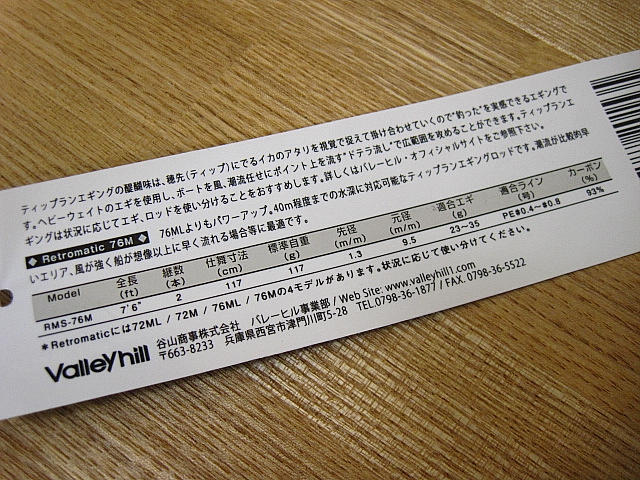 ティップランエギングの醍醐味は、穂先(ティップ)にでるイカのアタリを視覚で捉えて掛け合わせていくので"釣った"を実感できるエギングで
す。ヘビーウェイトのエギを使用し、ボートを風、潮流任せにポイント上を流す"ドテラ流し"で広範囲を攻めることができます。ティップランエ
ギングは状況に応じてエギ、ロッドを使い分けることをおすすめします。詳しくはバレーヒル・オフィシャルサイトをご参照下さい。
◆ Retromatic 76M ◆ 76MLよりもパワーアップ。40m程度までの水深に対応可能なティップランエギングロッドです。潮流が比較的早
いエリア、風が強く船が想像以上に早く流れる場合等に最適です。
Model 全長(ft) 継数(本) 仕舞寸法(cm) 標準自重(g) 先径(m/m) 元径(m/m) 適合エギ(g) 適合ライン(号) カーボン(%)
RMS-76M 7'6" 2 117 117 1.3 9.5 23~35 PE#0.4~#0.8 93%
*Retromaticには72ML / 72M / 76ML / 76Mの4モデルがあります。状況に応じて使い分けてください。
Valleyhill 谷山商事株式会社 バレーヒル事業部 / Web Site: www.valleyhill1.com
〒663-8233 兵庫県西宮市津門川町5-28 TEL.0798-36-1877 / FAX. 0798-36-5522